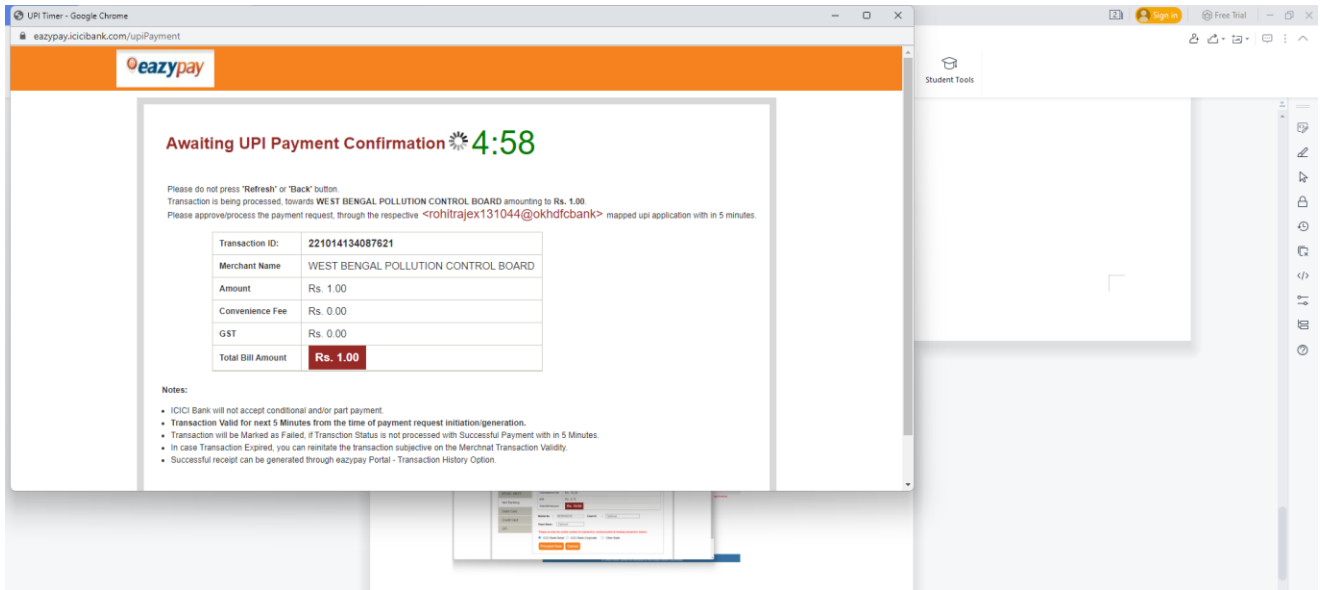 UPI Timer - Google Chrome
Sign in
Free Trial
eazypay.icicibank.com/upiPayment
eazypay
Student Tools
Awaiting UPI Payment Confirmation 4:58
Please do not press 'Refresh' or 'Back' button.
Transaction is being processed, towards WEST BENGAL POLLUTION CONTROL BOARD amounting to Rs. 1.00.
Please approve/process the payment request, through the respective <rohitrajex131044@okhdfcbank> mapped upi application with in 5 minutes.
Transaction ID: 221014134087621
Merchant Name WEST BENGAL POLLUTION CONTROL BOARD
Amount Rs. 1.00
Convenience Fee Rs. 0.00
GST Rs. 0.00
Total Bill Amount Rs. 1.00
Notes:
ICICI Bank will not accept conditional and/or part payment.
Transaction Valid for next 5 Minutes from the time of payment request initiation/generation.
Transaction will be Marked as Failed, if Transction Status is not processed with Successful Payment with in 5 Minutes.
In case Transaction Expired, you can reinitate the transaction subjective on the Merchnat Transaction Validity.
Successful receipt can be generated through eazypay Portal - Transaction History Option.